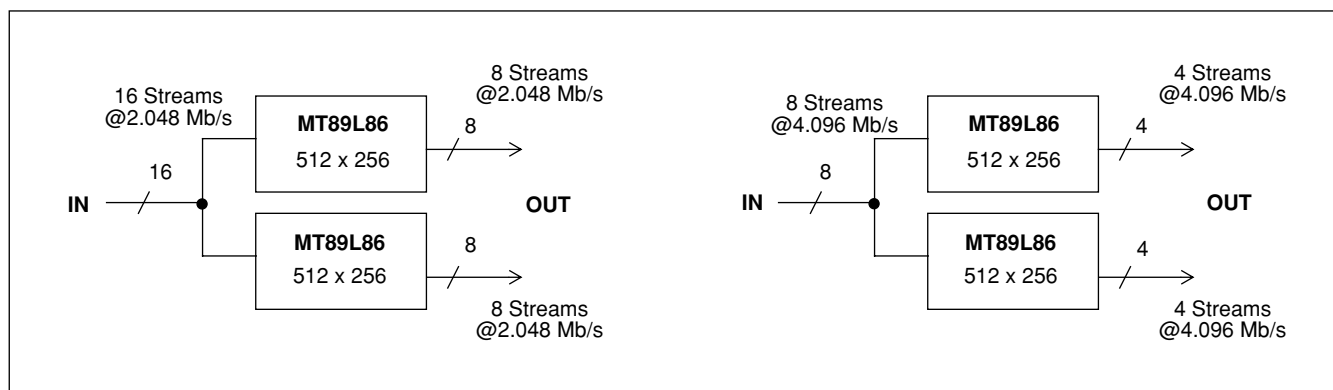 8 Streams
@2.048 Mb/s
16 Streams
@2.048 Mb/s
MT89L86
512 x 256
8
16
IN
OUT
MT89L86
512 x 256
8
8 Streams
@2.048 Mb/s
4 Streams
@4.096 Mb/s
8 Streams
@4.096 Mb/s
MT89L86
512 x 256
4
8
IN
OUT
MT89L86
512 x 256
4
4 Streams
@4.096 Mb/s